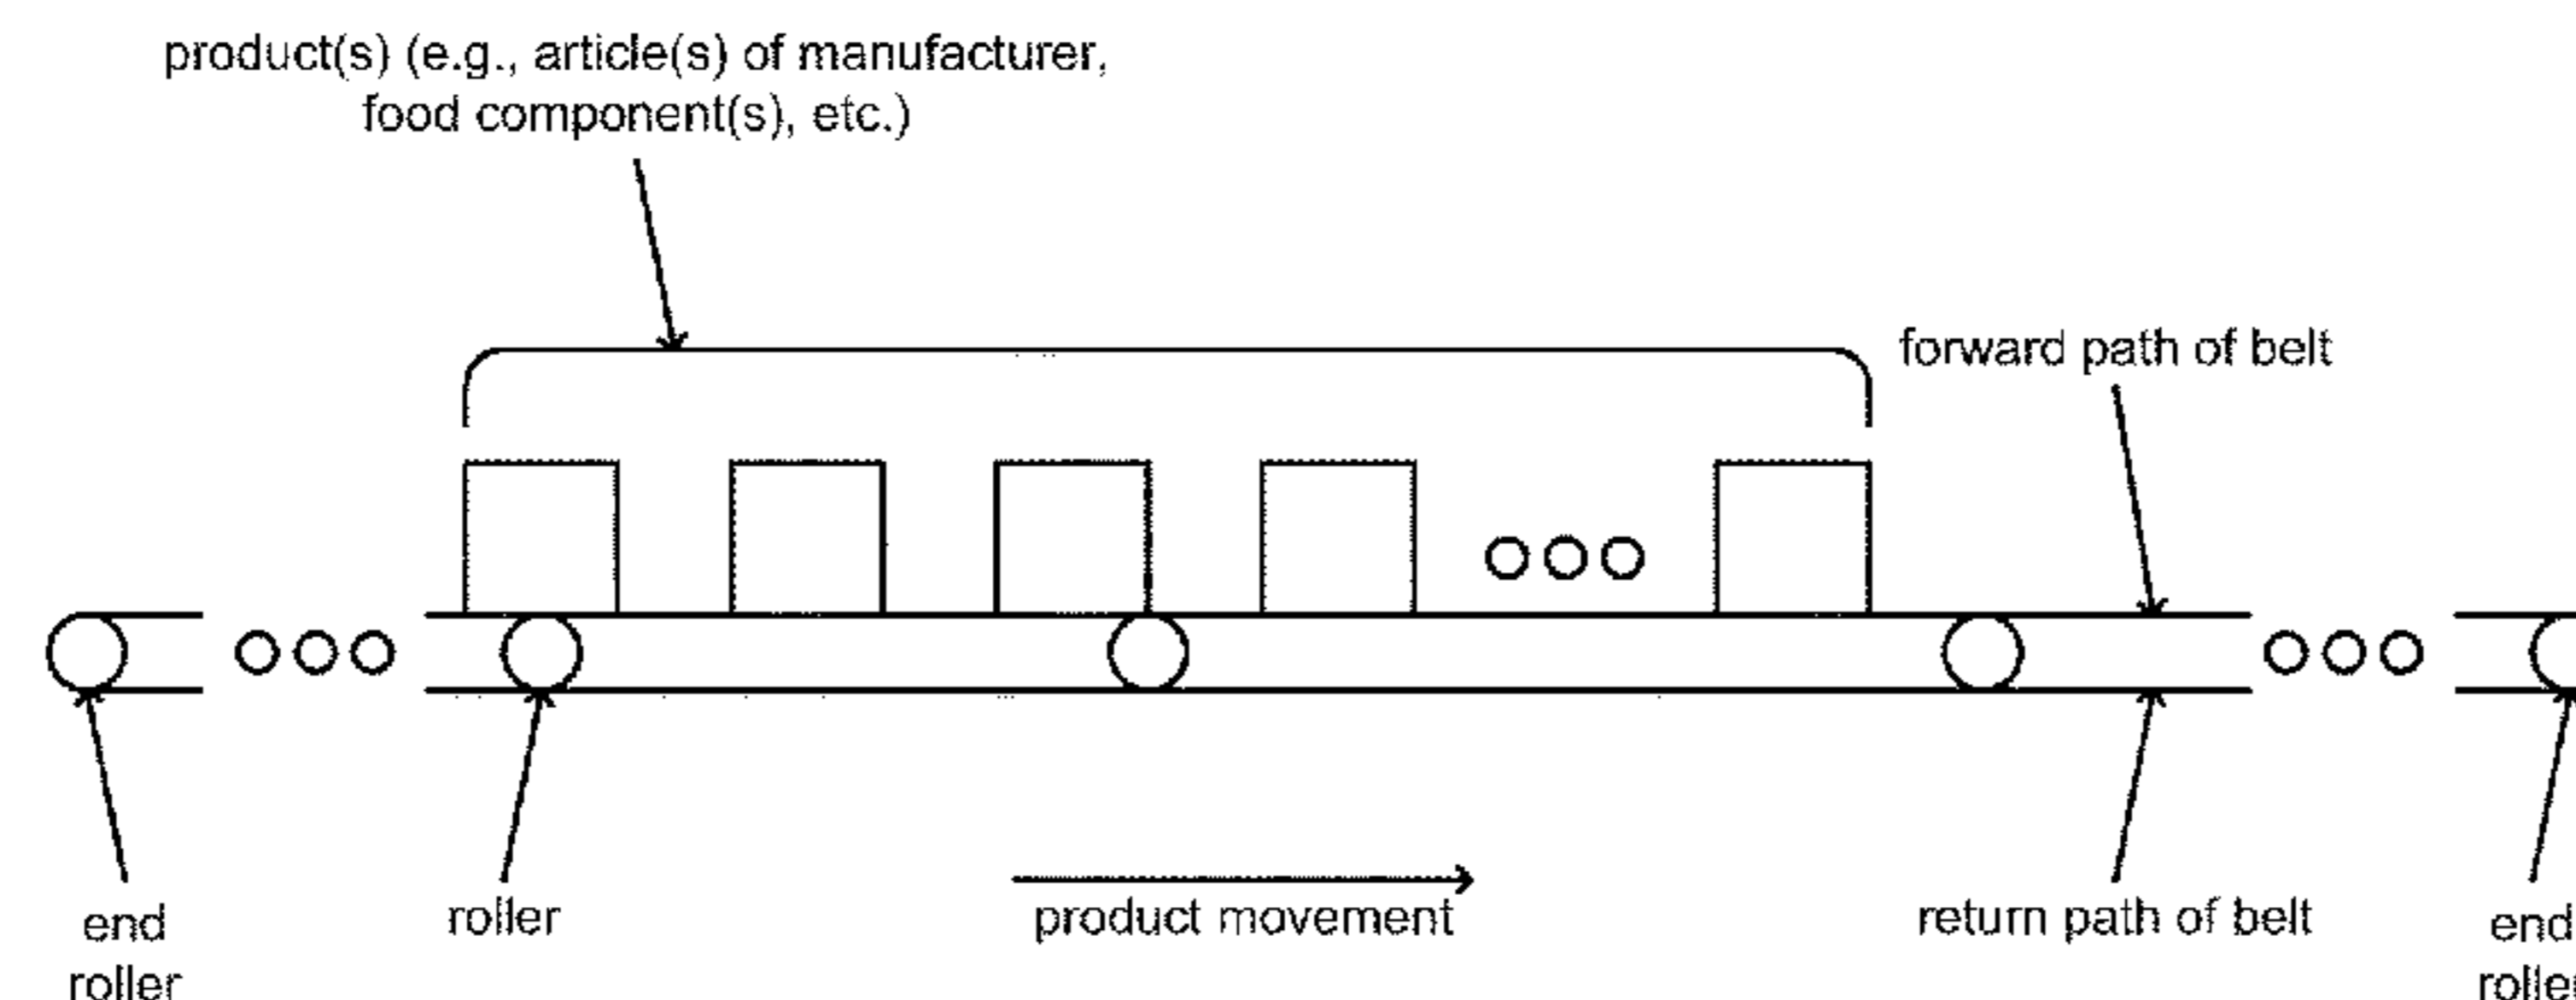 product(s) (e.g., article(s) of manufacturer,
food component(s), etc.)
forward path of belt
end
roller
roller
product movement
return path of belt
end
roller